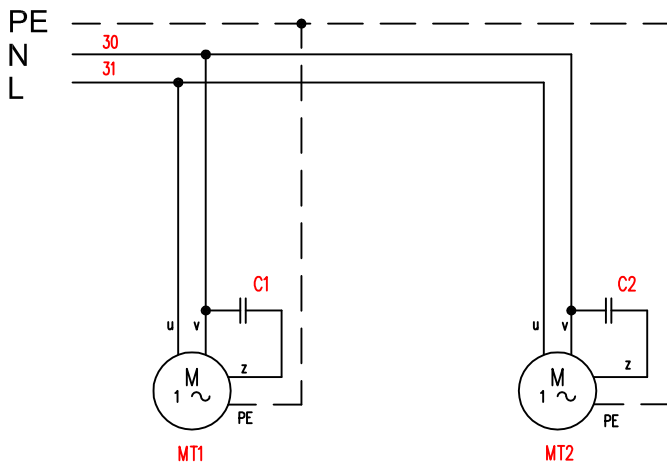 PE
N 30
L 31
C1 C2
u v u v
z z
M M
1 ~ 1 ~
PE PE
MT1 MT2